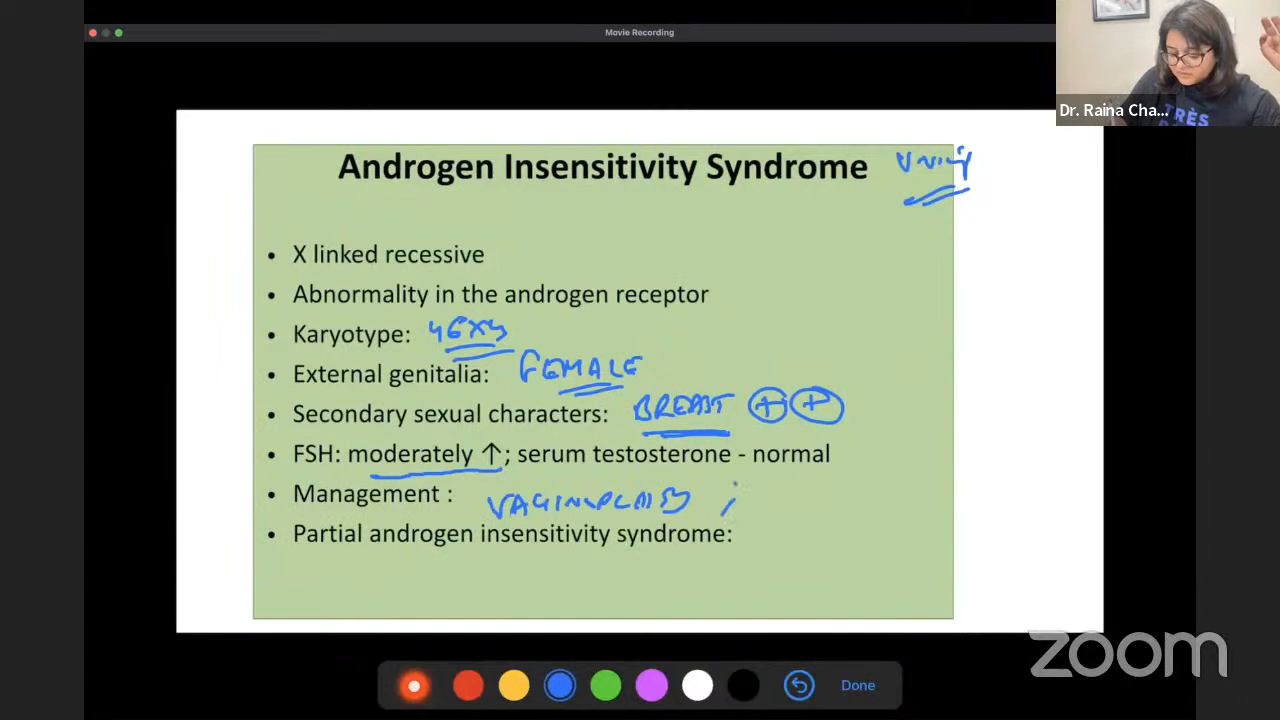 Movie Recording
Dr. Raina Cha...
TRÈS
Androgen Insensitivity Syndrome
• X linked recessive
• Abnormality in the androgen receptor
• Karyotype: 46XY
• External genitalia: FEMALE
• Secondary sexual characters: BREAST + +
• FSH: moderately ↑; serum testosterone - normal
• Management : VAGINOPLASTY ;
• Partial androgen insensitivity syndrome:
zoom
Done